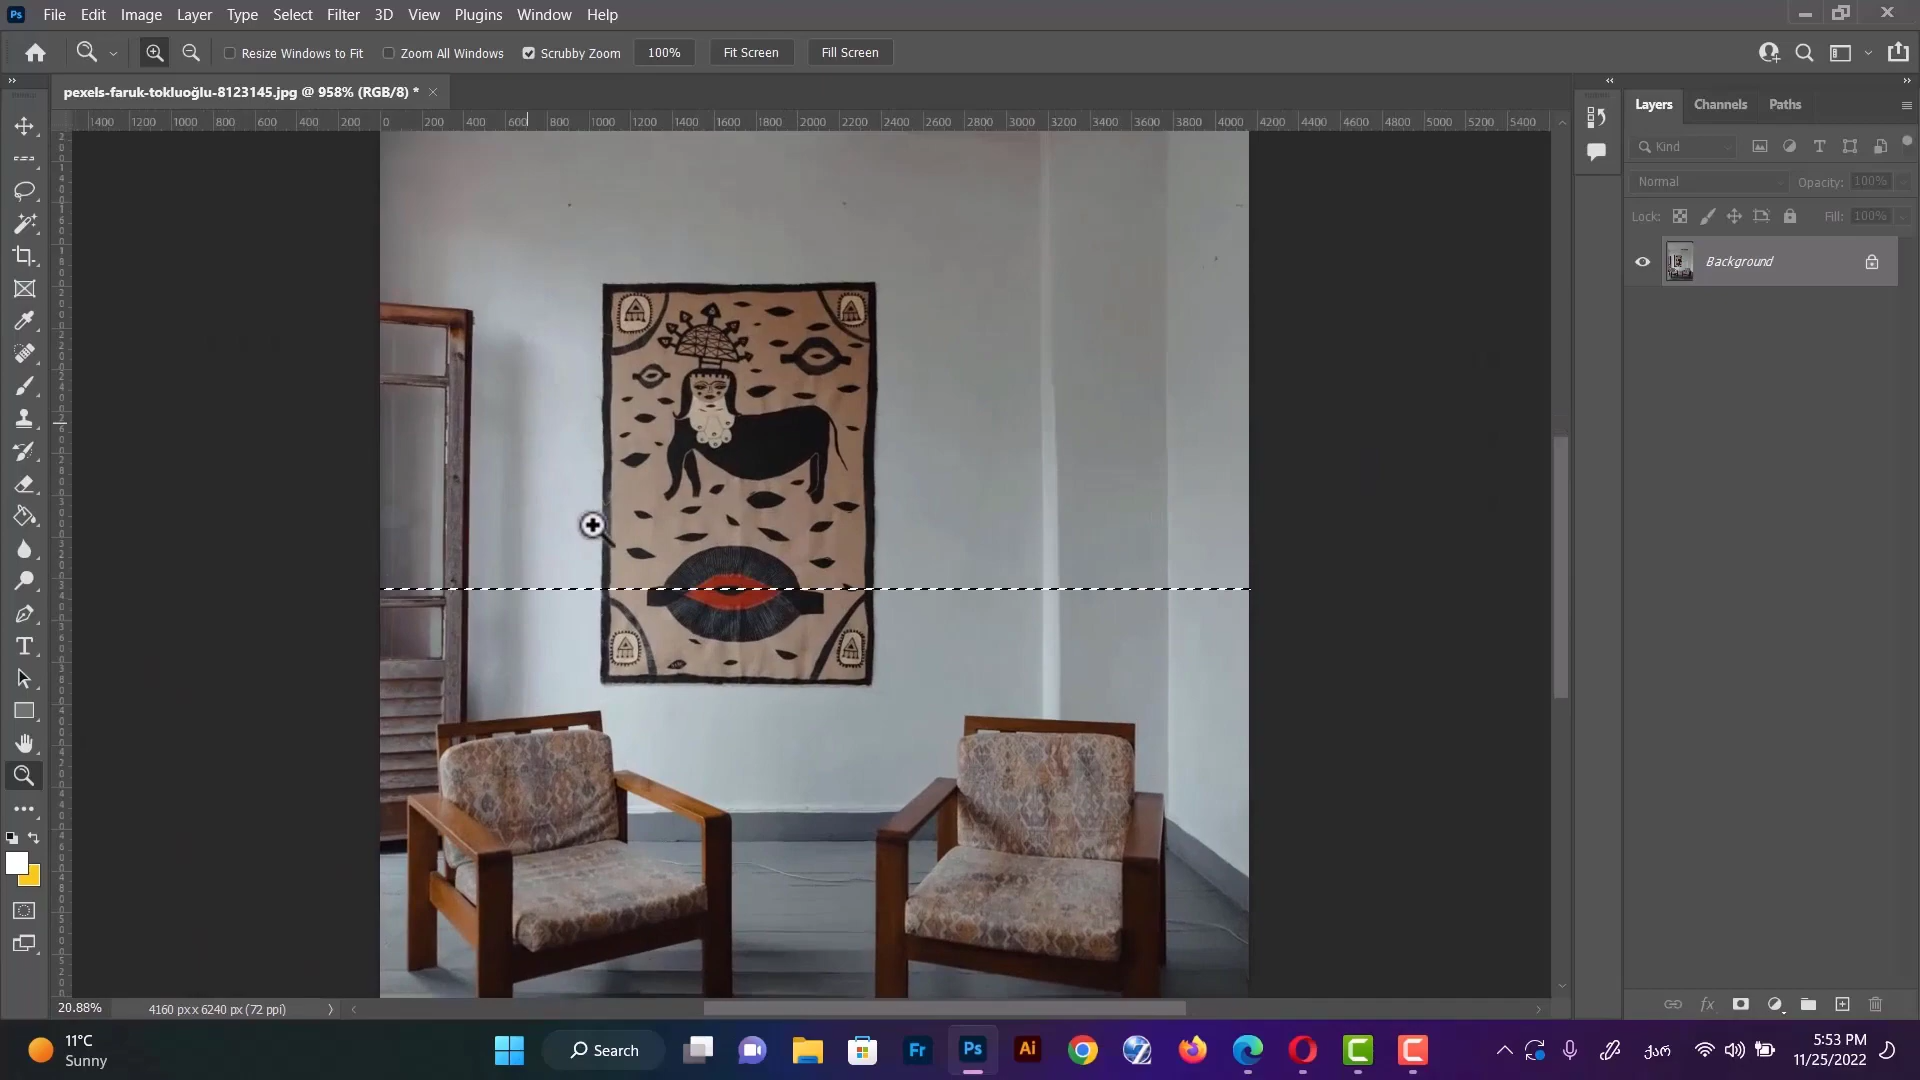 Ps File Edit Image Layer Type Select Filter 3D View Plugins Window Help
Resize Windows to Fit Zoom All Windows Scrubby Zoom 100% Fit Screen Fill Screen
pexels-faruk-tokluoğlu-8123145.jpg @ 958% (RGB/8) *
Layers Channels Paths
1400 1200 1000 800 600 400 200 0 200 400 600 800 1000 1200 1400 1600 1800 2000 2200 2400 2600 2800 3000 3200 3400 3600 3800 4000 4200 4400 4600 4800 5000 5200 5400
Kind
Normal Opacity: 100%
Lock: Fill: 100%
Background
20.88% 4160 px x 6240 px (72 ppi)
11°C
Sunny
Search
Fr Ps Ai
ქარ
5:53 PM
11/25/2022